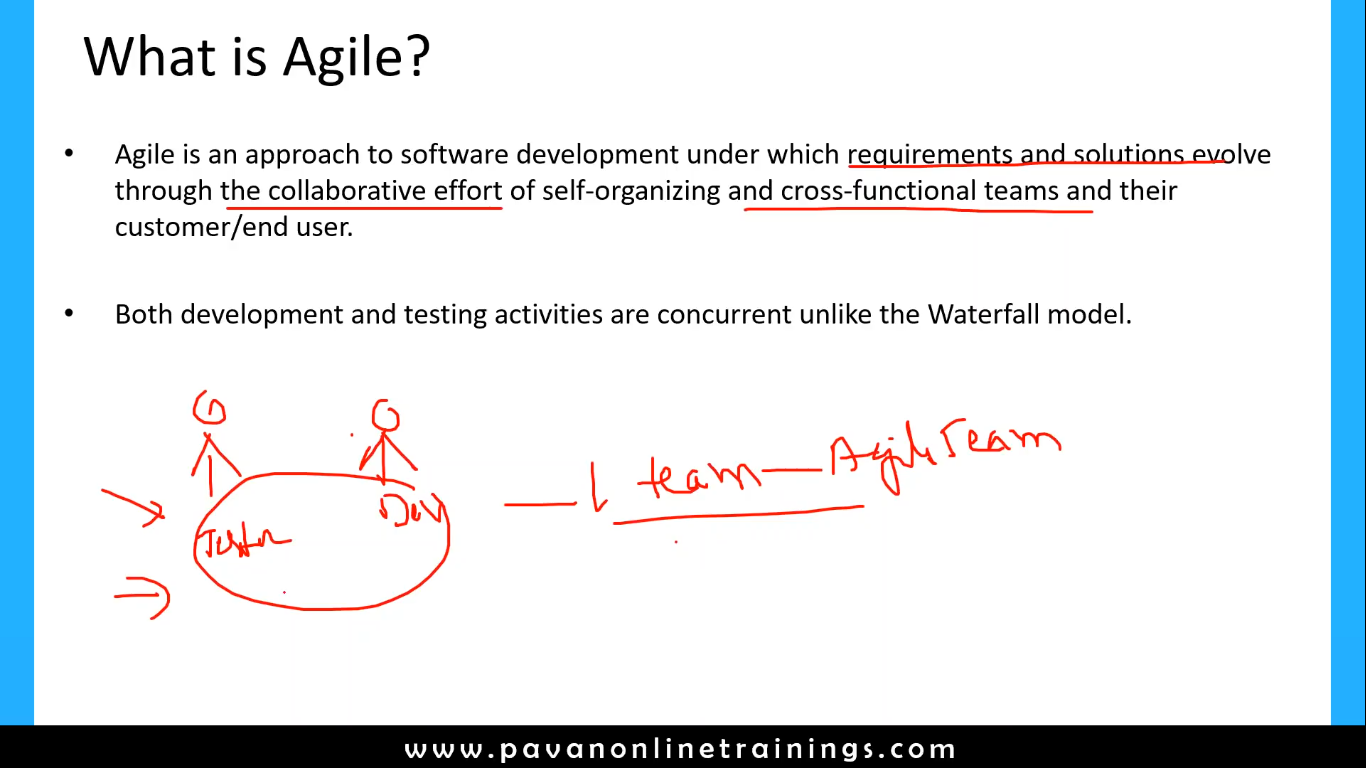 What is Agile?
• Agile is an approach to software development under which requirements and solutions evolve
through the collaborative effort of self-organizing and cross-functional teams and their
customer/end user.
• Both development and testing activities are concurrent unlike the Waterfall model.
1 team — Agile Team
Dev
Tester
www.pavanonlinetrainings.com